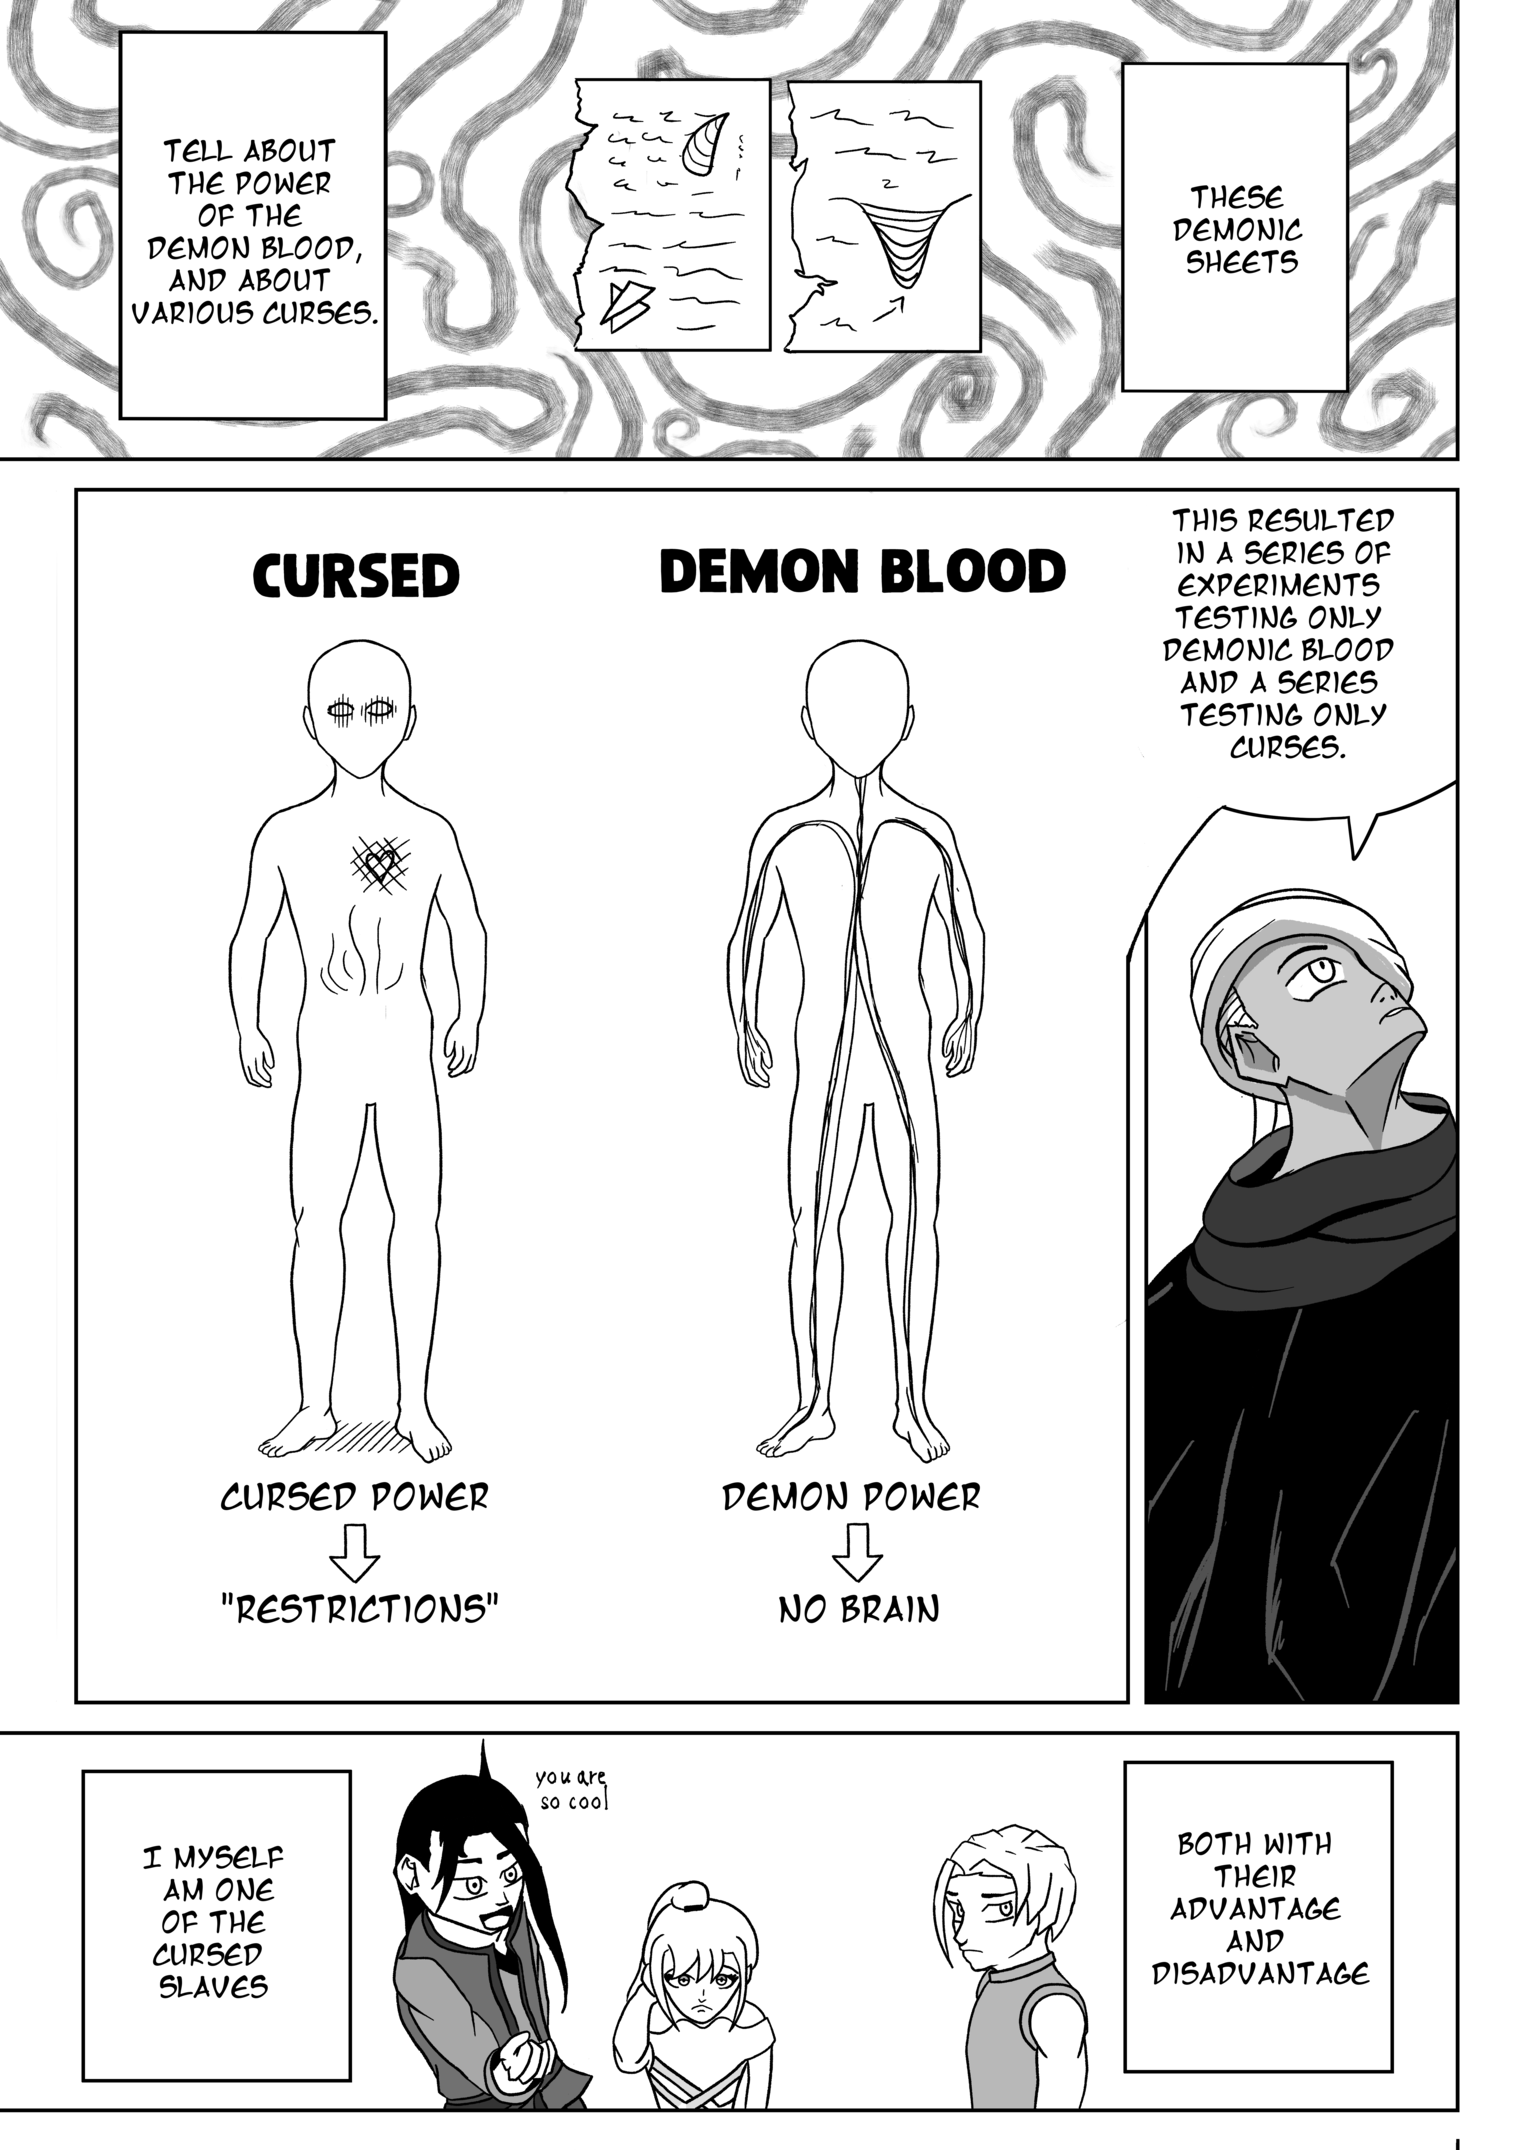 THESE
DEMONIC
SHEETS
TELL ABOUT
THE POWER
OF THE
DEMON BLOOD,
AND ABOUT
VARIOUS CURSES.
THIS RESULTED
IN A SERIES OF
EXPERIMENTS
TESTING ONLY
DEMONIC BLOOD
AND A SERIES
TESTING ONLY
CURSES.
DEMON BLOOD
DEMON POWER
NO BRAIN
CURSED
CURSED POWER
"RESTRICTIONS"
BOTH WITH
THEIR
ADVANTAGE
AND
DISADVANTAGE
you are
so cool
I MYSELF
AM ONE
OF THE
CURSED
SLAVES